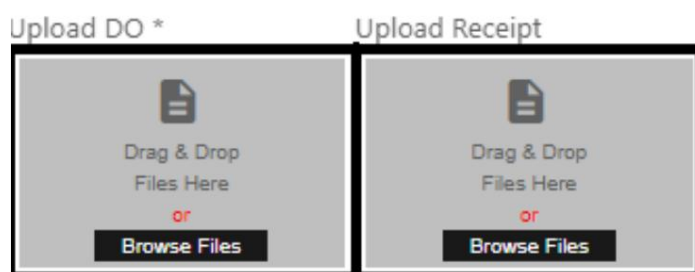 Upload DO *
Upload Receipt
Drag & Drop
Files Here
or
Browse Files
Drag & Drop
Files Here
or
Browse Files